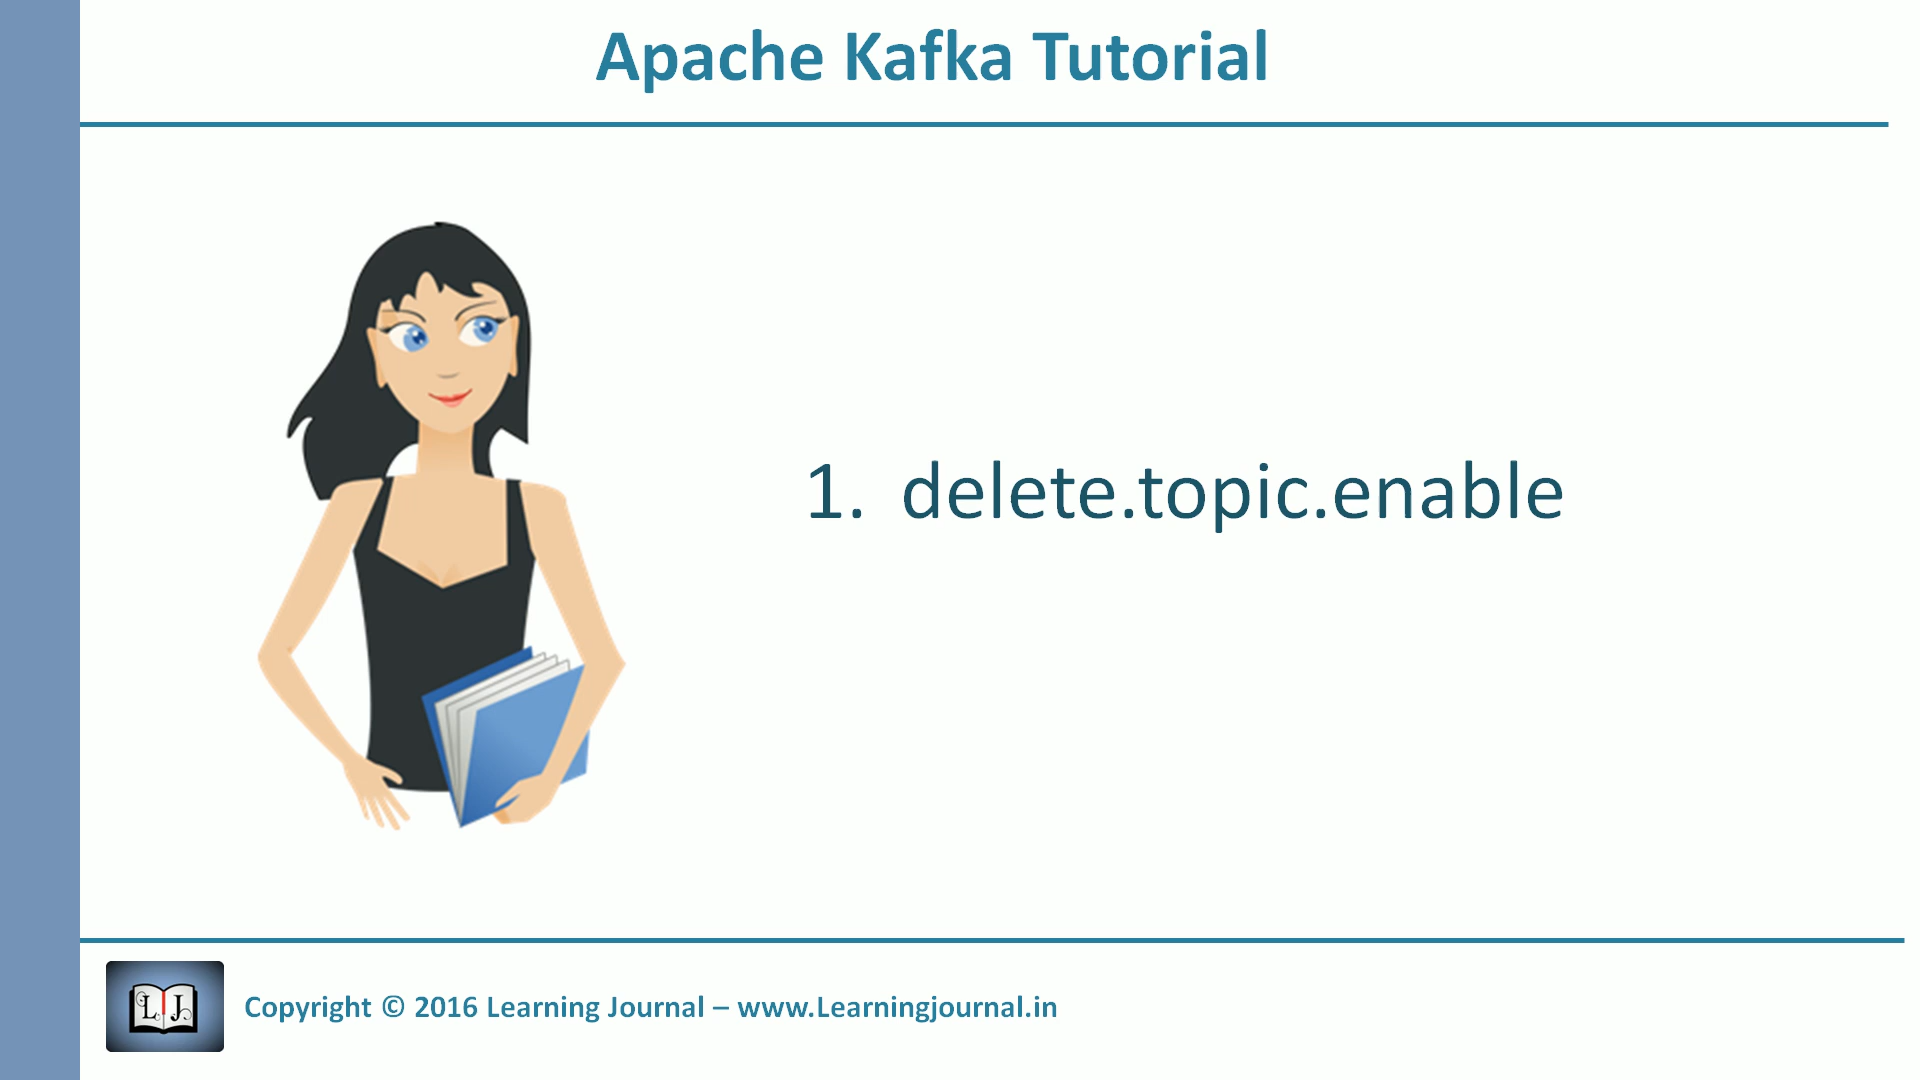 Apache Kafka Tutorial
1. delete.topic.enable
L J
Copyright © 2016 Learning Journal – www.Learningjournal.in